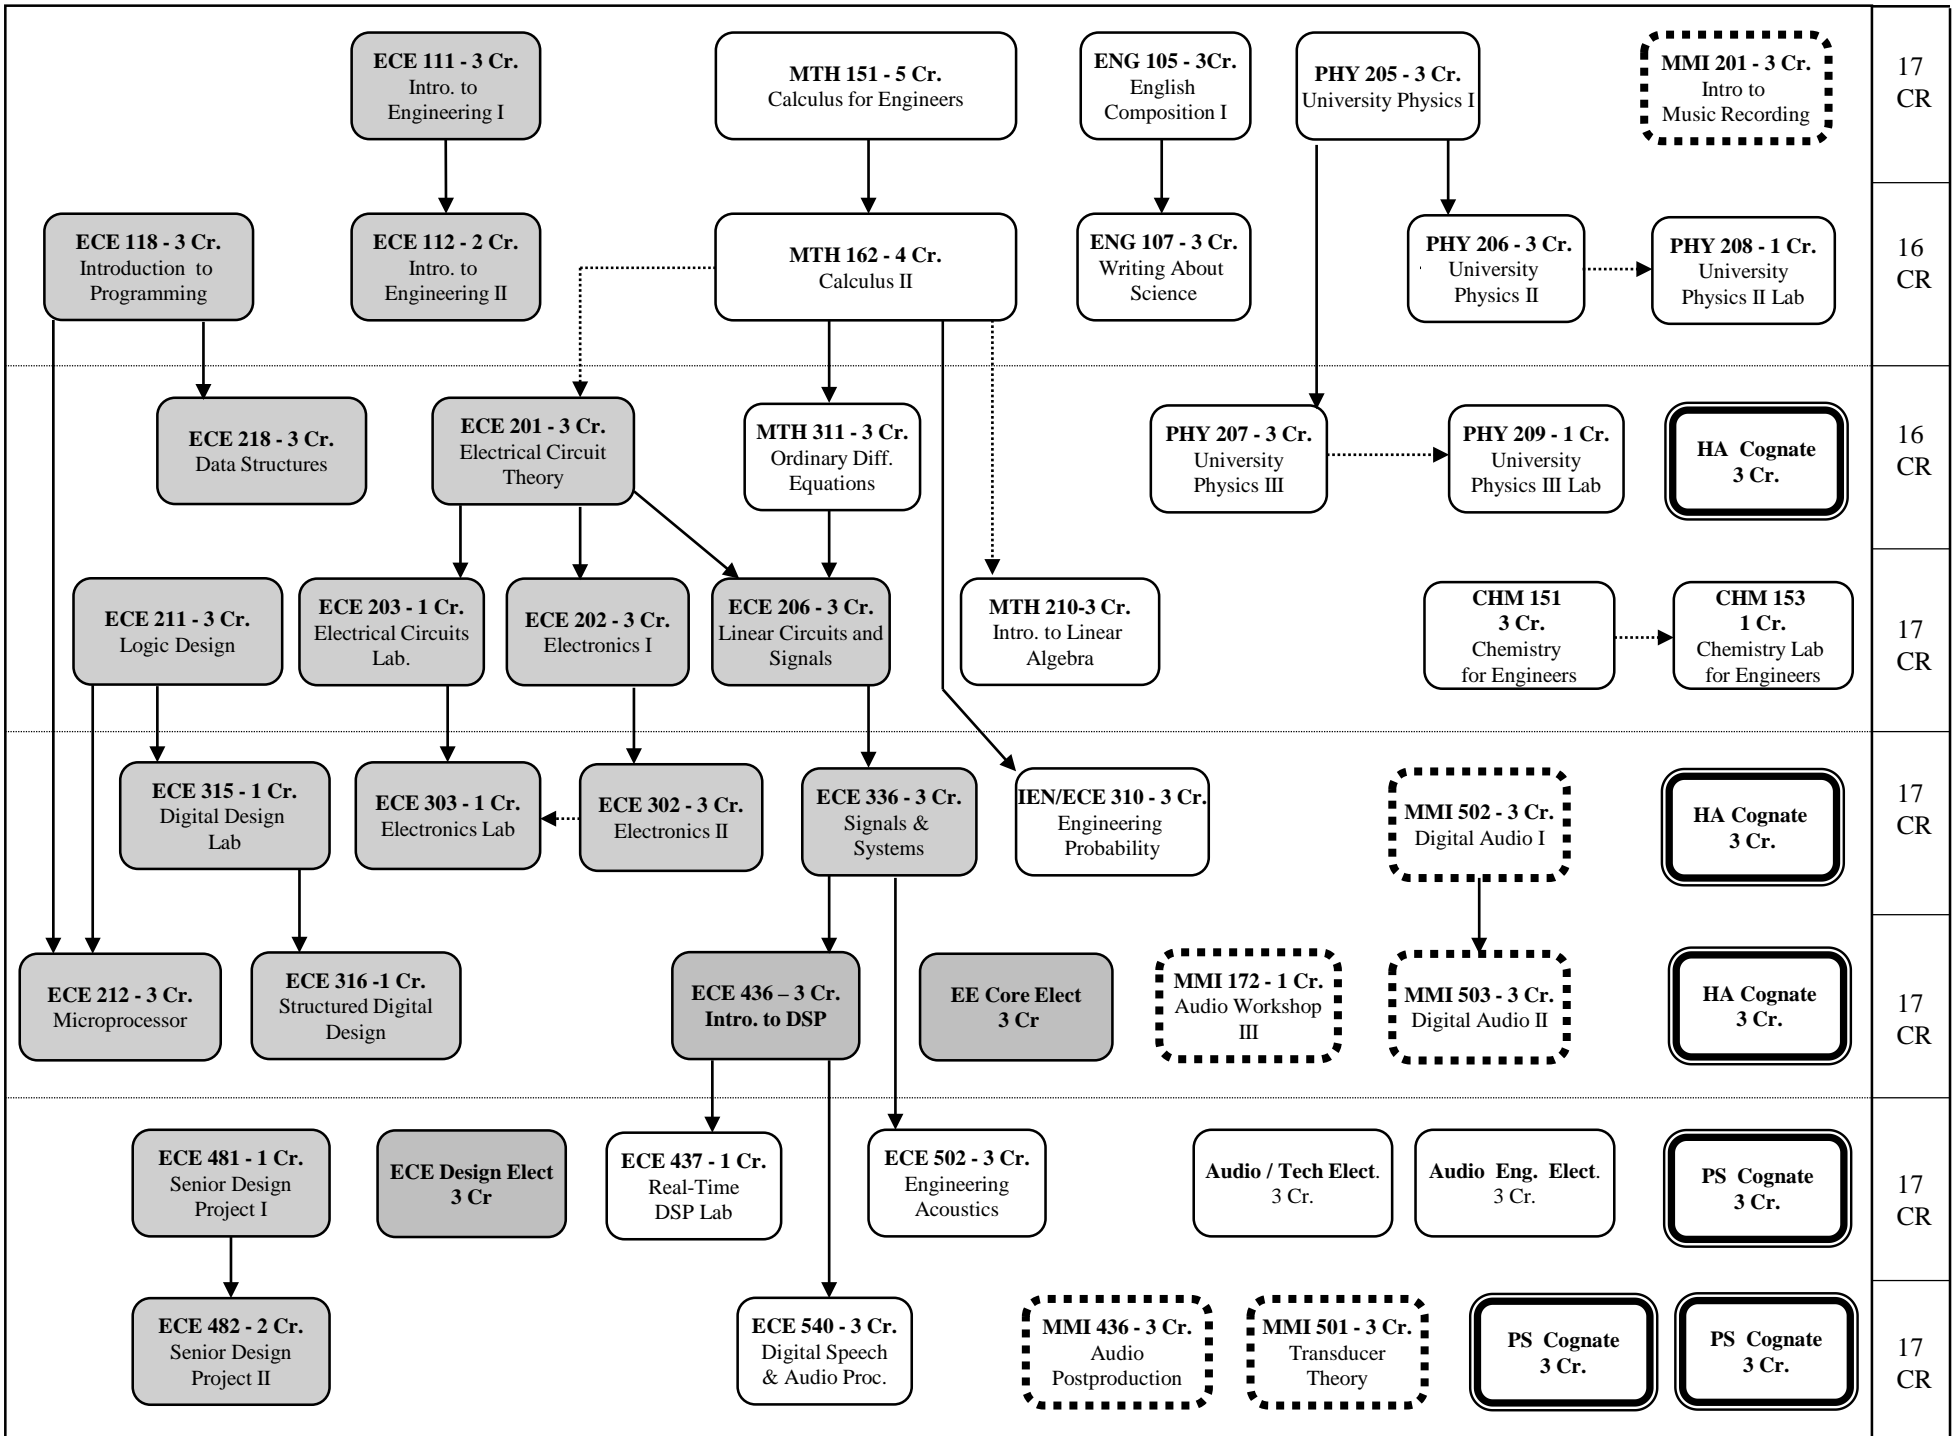 ECE 111 - 3 Cr.
Intro. to
Engineering I
MTH 151 - 5 Cr.
Calculus for Engineers
ENG 105 - 3Cr.
English
Composition I
PHY 205 - 3 Cr.
University Physics I
MMI 201 - 3 Cr.
Intro to
Music Recording
17
CR
ECE 118 - 3 Cr.
Introduction to
Programming
ECE 112 - 2 Cr.
Intro. to
Engineering II
MTH 162 - 4 Cr.
Calculus II
ENG 107 - 3 Cr.
Writing About
Science
PHY 206 - 3 Cr.
University
Physics II
PHY 208 - 1 Cr.
University
Physics II Lab
16
CR
ECE 218 - 3 Cr.
Data Structures
ECE 201 - 3 Cr.
Electrical Circuit
Theory
MTH 311 - 3 Cr.
Ordinary Diff.
Equations
PHY 207 - 3 Cr.
University
Physics III
PHY 209 - 1 Cr.
University
Physics III Lab
HA Cognate
3 Cr.
16
CR
ECE 211 - 3 Cr.
Logic Design
ECE 203 - 1 Cr.
Electrical Circuits
Lab.
ECE 202 - 3 Cr.
Electronics I
ECE 206 - 3 Cr.
Linear Circuits and
Signals
MTH 210-3 Cr.
Intro. to Linear
Algebra
CHM 151
3 Cr.
Chemistry
for Engineers
CHM 153
1 Cr.
Chemistry Lab
for Engineers
17
CR
ECE 315 - 1 Cr.
Digital Design
Lab
ECE 303 - 1 Cr.
Electronics Lab
ECE 302 - 3 Cr.
Electronics II
ECE 336 - 3 Cr.
Signals &
Systems
IEN/ECE 310 - 3 Cr.
Engineering
Probability
MMI 502 - 3 Cr.
Digital Audio I
HA Cognate
3 Cr.
17
CR
ECE 212 - 3 Cr.
Microprocessor
ECE 316 -1 Cr.
Structured Digital
Design
ECE 436 – 3 Cr.
Intro. to DSP
EE Core Elect
3 Cr
MMI 172 - 1 Cr.
Audio Workshop
III
MMI 503 - 3 Cr.
Digital Audio II
HA Cognate
3 Cr.
17
CR
ECE 481 - 1 Cr.
Senior Design
Project I
ECE Design Elect
3 Cr
ECE 437 - 1 Cr.
Real-Time
DSP Lab
ECE 502 - 3 Cr.
Engineering
Acoustics
Audio / Tech Elect.
3 Cr.
Audio Eng. Elect.
3 Cr.
PS Cognate
3 Cr.
17
CR
ECE 482 - 2 Cr.
Senior Design
Project II
ECE 540 - 3 Cr.
Digital Speech
& Audio Proc.
MMI 436 - 3 Cr.
Audio
Postproduction
MMI 501 - 3 Cr.
Transducer
Theory
PS Cognate
3 Cr.
PS Cognate
3 Cr.
17
CR